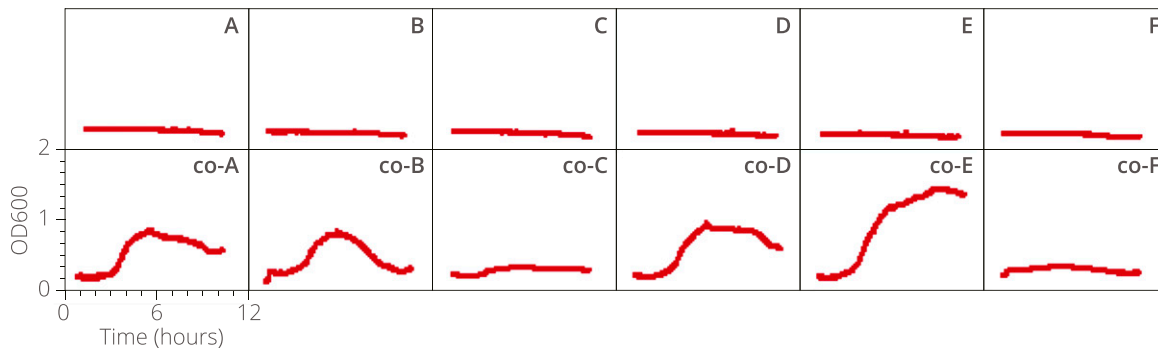 A B C D E F
2
co-A co-B co-C co-D co-E co-F
OD600
1
0
0 6 12
Time (hours)